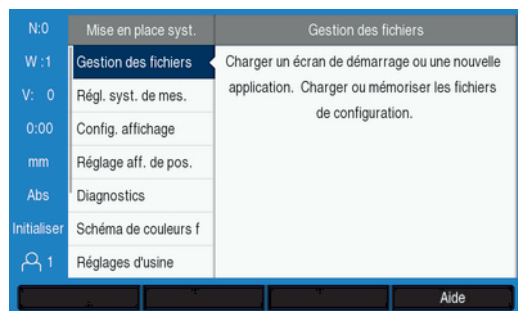 N:0
W :1
V: 0
0:00
mm
Abs
Initialiser
1
Mise en place syst.
Gestion des fichiers
Régl. syst. de mes.
Config. affichage
Réglage aff. de pos.
Diagnostics
Schéma de couleurs f
Réglages d'usine
Gestion des fichiers
Charger un écran de démarrage ou une nouvelle
application. Charger ou mémoriser les fichiers
de configuration.
Aide